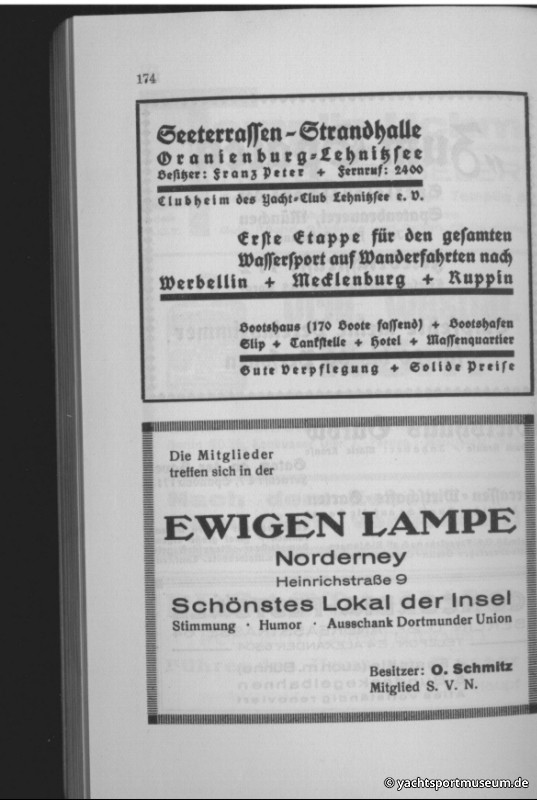 174
Seeterrassen-Strandhalle
Oranienburg-Lehnitzsee
Besitzer: Franz Peter + Fernruf: 2400
Clubheim des Yacht-Club Lehnitzsee e. V.
Erste Etappe für den gesamten
Wassersport auf Wanderfahrten nach
Werbellin + Mecklenburg + Ruppin
Bootshaus (170 Boote fassend) + Bootshafen
Slip + Tankstelle + Hotel + Massenquartier
Gute Verpflegung + Solide Preise
Die Mitglieder
treffen sich in der
EWIGEN LAMPE
Norderney
Heinrichstraße 9
Schönstes Lokal der Insel
Stimmung · Humor · Ausschank Dortmunder Union
Besitzer: O. Schmitz
Mitglied S. V. N.
© yachtsportmuseum.de